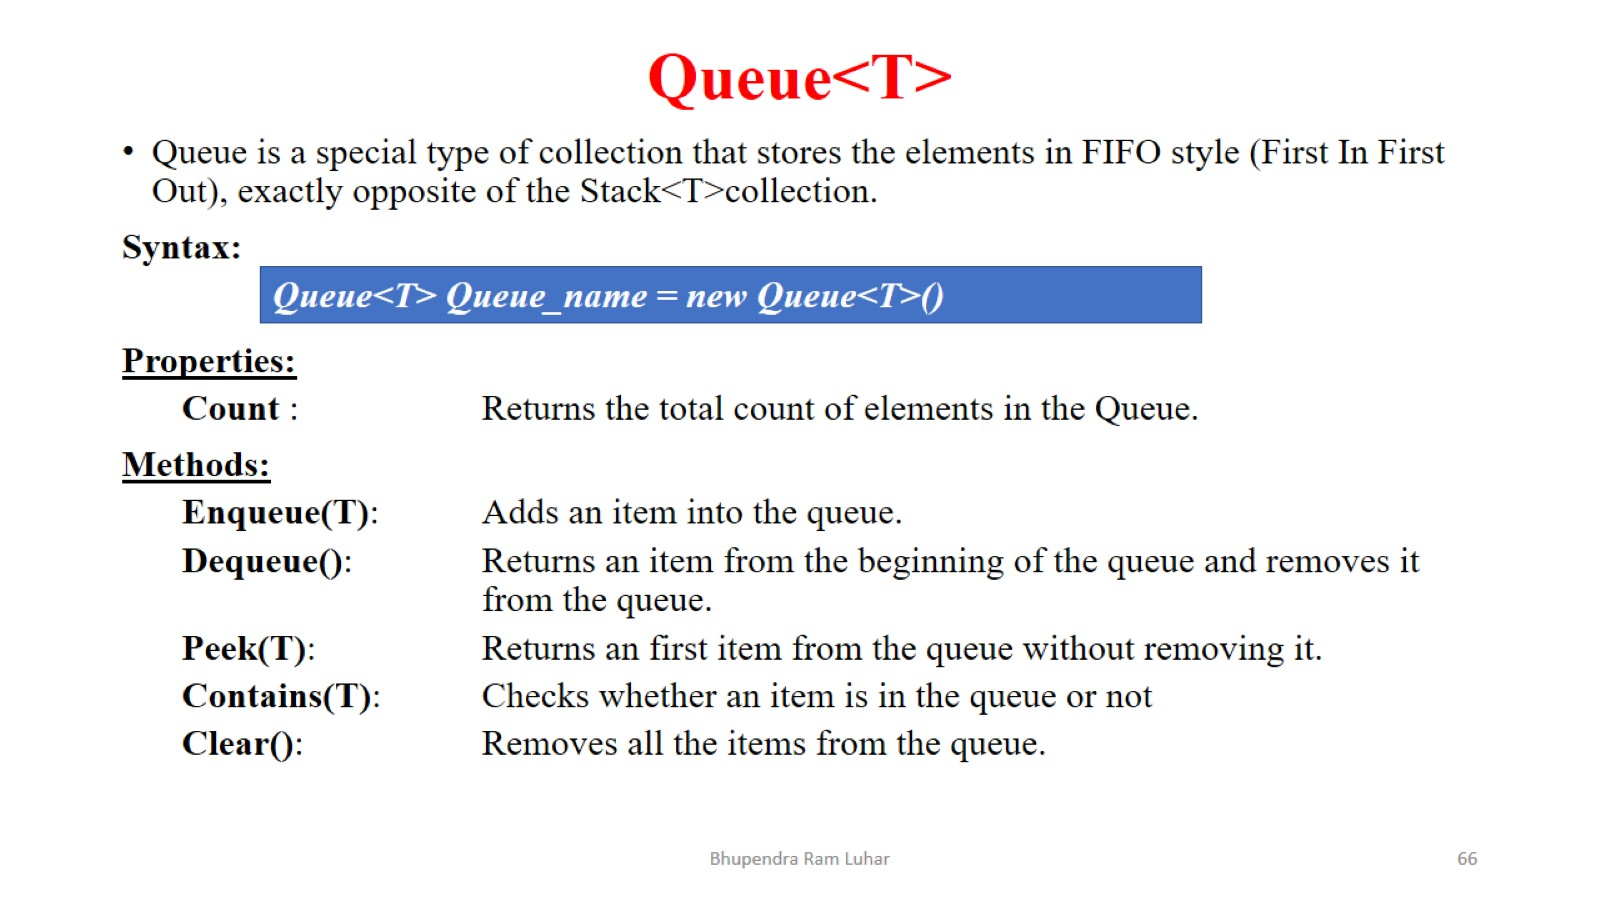 Queue<T>
• Queue is a special type of collection that stores the elements in FIFO style (First In First
Out), exactly opposite of the Stack<T>collection.
Syntax:
Queue<T> Queue_name = new Queue<T>()
Properties:
Count : Returns the total count of elements in the Queue.
Methods:
Enqueue(T): Adds an item into the queue.
Dequeue(): Returns an item from the beginning of the queue and removes it
from the queue.
Peek(T): Returns an first item from the queue without removing it.
Contains(T): Checks whether an item is in the queue or not
Clear(): Removes all the items from the queue.
Bhupendra Ram Luhar 66